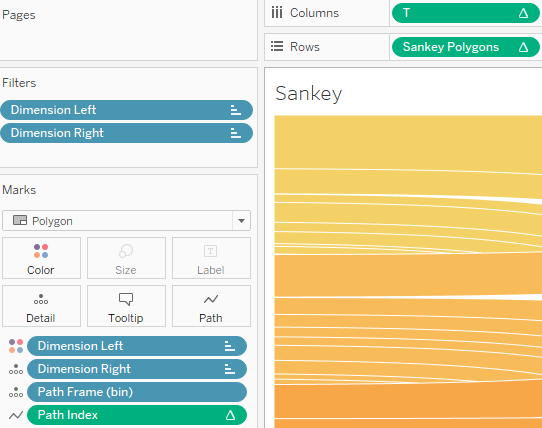 Pages
Columns
T
Rows
Sankey Polygons
Filters
Dimension Left
Dimension Right
Sankey
Marks
Polygon
Color
Size
Label
Detail
Tooltip
Path
Dimension Left
Dimension Right
Path Frame (bin)
Path Index